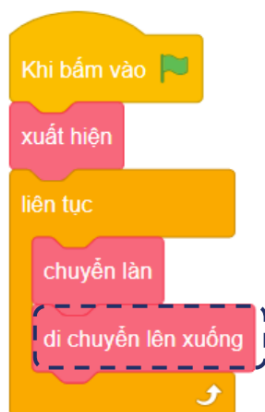 Khi bấm vào
xuất hiện
liên tục
chuyển làn
di chuyển lên xuống